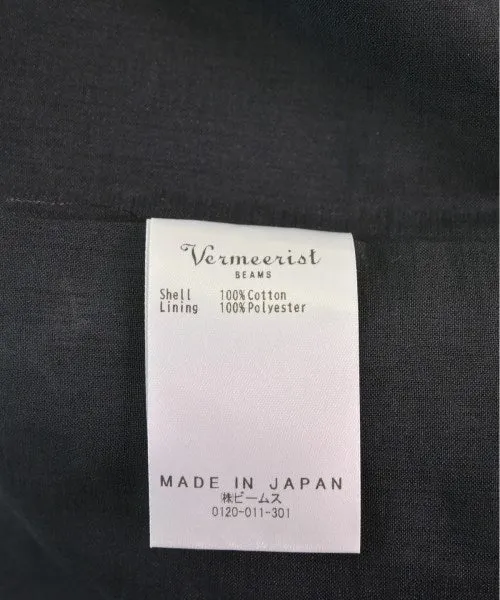 Vermeerist
BEAMS
Shell 100%Cotton
Lining 100%Polyester
MADE IN JAPAN
㈱ビームス
0120-011-301